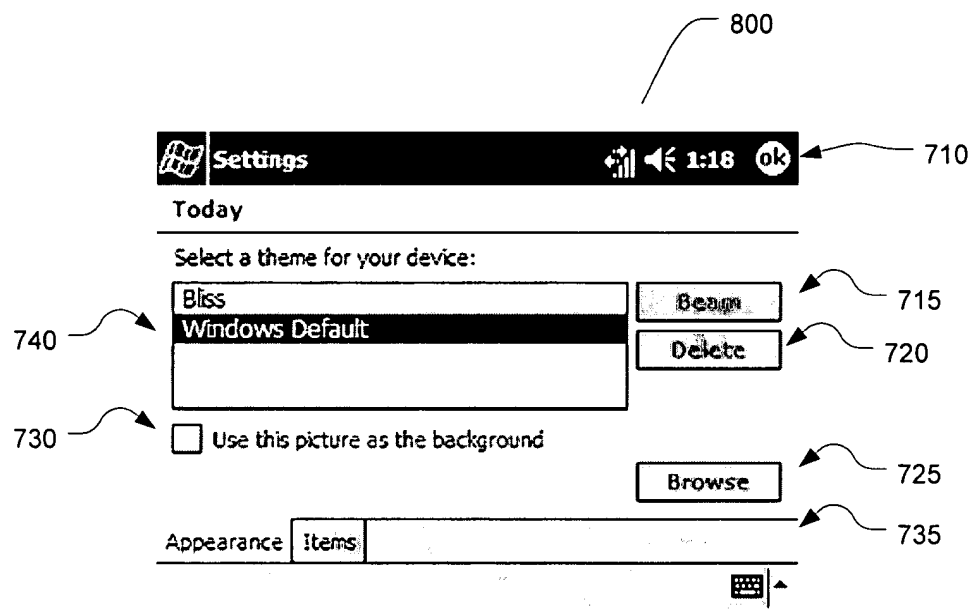 800
Settings 1:18 ok
710
Today
Select a theme for your device:
Bliss
Beam
715
740
Windows Default
Delete
720
730
Use this picture as the background
Browse
725
735
Appearance Items